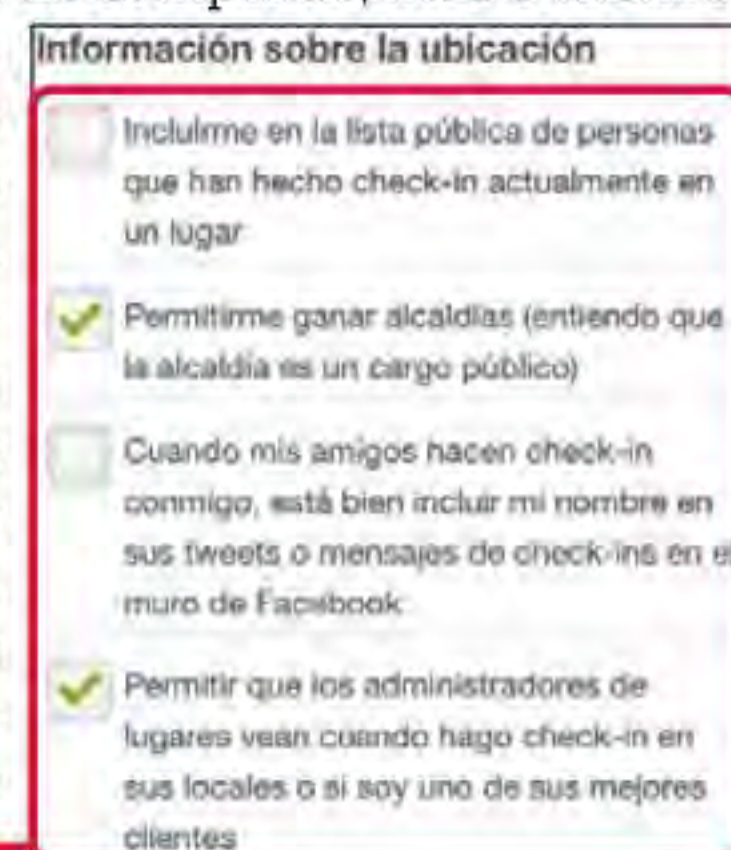 Información sobre la ubicación
Incluirme en la lista pública de personas
que han hecho check-in actualmente en
un lugar
Permitirme ganar alcaldías (entiendo que
la alcaldía es un cargo público)
Cuando mis amigos hacen check-in
conmigo, está bien incluir mi nombre en
sus tweets o mensajes de check-ins en el
muro de Facebook
Permitir que los administradores de
lugares vean cuando hago check-in en
sus locales o si soy uno de sus mejores
clientes